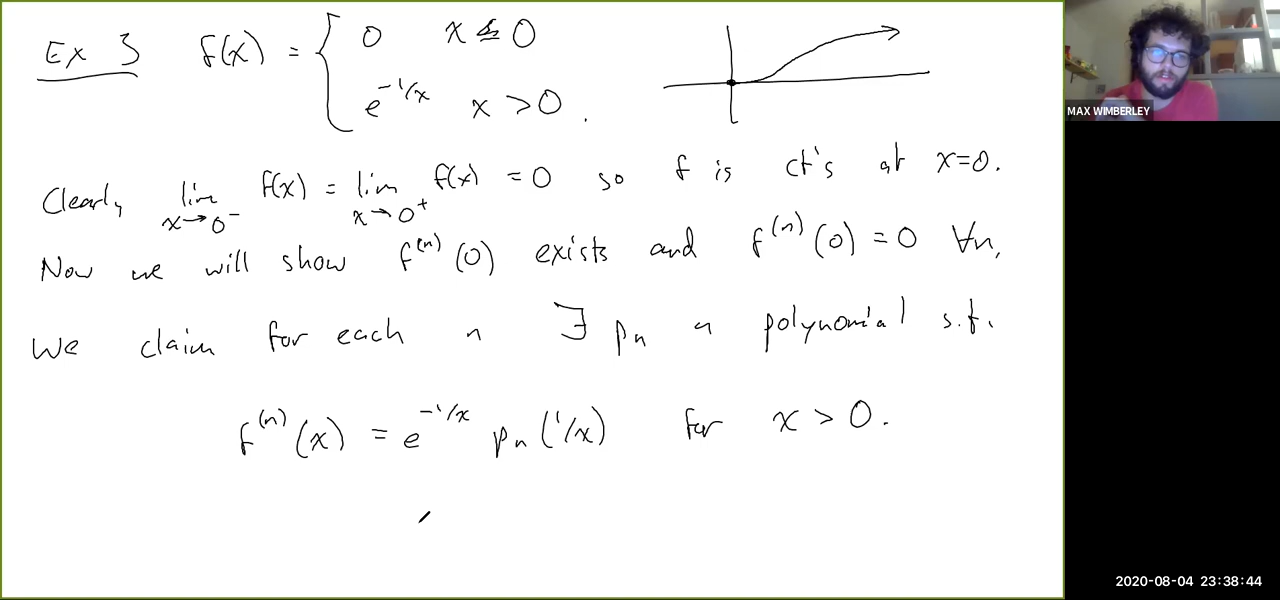 Ex 3 f(x) = { 0 x ≤ 0
e^{-1/x} x > 0.
Clearly lim_{x→0^-} f(x) = lim_{x→0^+} f(x) = 0 so f is ct's at x=0.
Now we will show f^{(n)}(0) exists and f^{(n)}(0) = 0 ∀n.
We claim for each n ∃ p_n a polynomial s.t.
f^{(n)}(x) = e^{-1/x} p_n(1/x) for x > 0.
MAX WIMBERLEY
2020-08-04 23:38:44